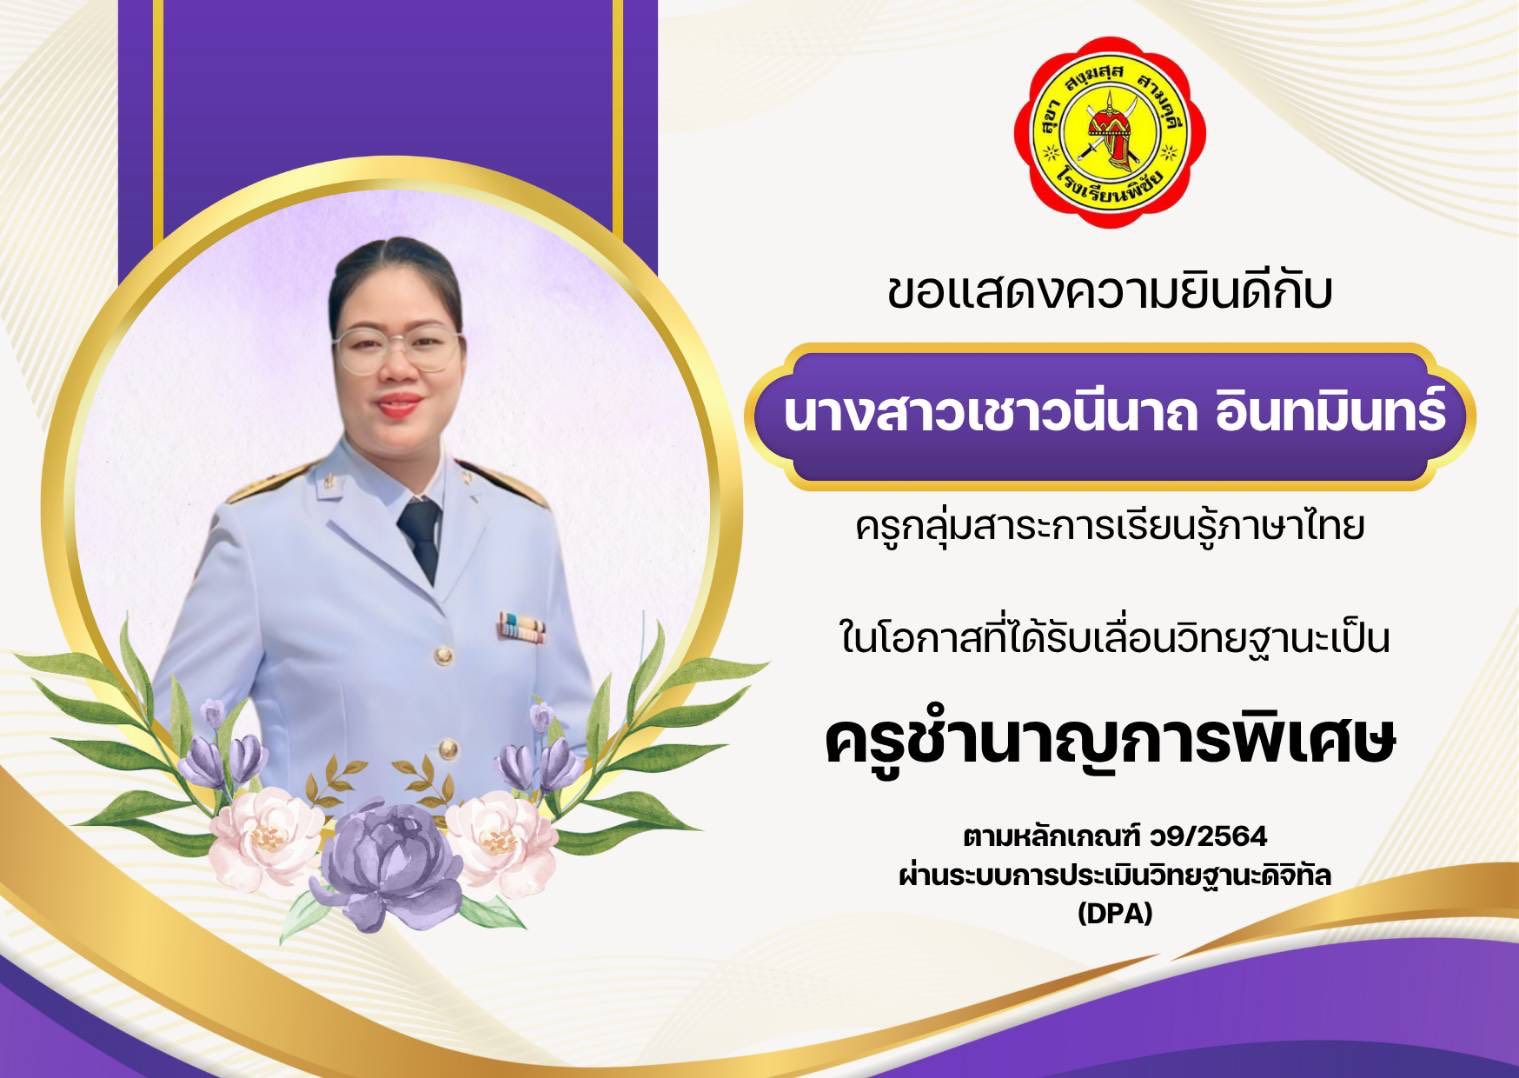 สุขา สงฺฆสฺส สามคฺคี
โรงเรียนพิชัย
ขอแสดงความยินดีกับ
นางสาวเชาวนีนาถ อินทมินทร์
ครูกลุ่มสาระการเรียนรู้ภาษาไทย
ในโอกาสที่ได้รับเลื่อนวิทยฐานะเป็น
ครูชำนาญการพิเศษ
ตามหลักเกณฑ์ ว9/2564
ผ่านระบบการประเมินวิทยฐานะดิจิทัล
(DPA)